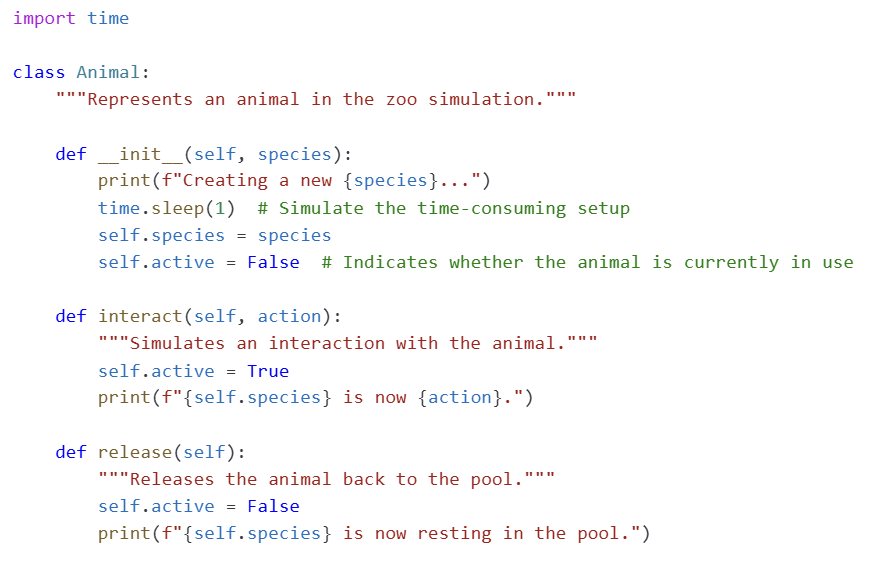 import time
class Animal:
    """Represents an animal in the zoo simulation."""
    def __init__(self, species):
        print(f"Creating a new {species}...")
        time.sleep(1)  # Simulate the time-consuming setup
        self.species = species
        self.active = False  # Indicates whether the animal is currently in use
    def interact(self, action):
        """Simulates an interaction with the animal."""
        self.active = True
        print(f"{self.species} is now {action}.")
    def release(self):
        """Releases the animal back to the pool."""
        self.active = False
        print(f"{self.species} is now resting in the pool.")